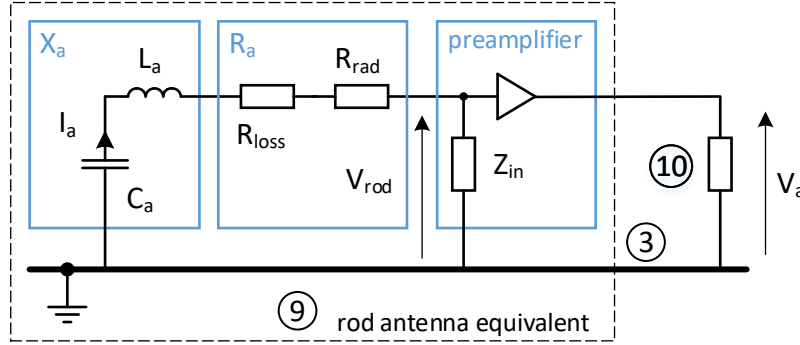 Xa
Ra
preamplifier
La
Rrad
Ia
Rloss
Zin
Vrod
Ca
10
Va
3
9
rod antenna equivalent